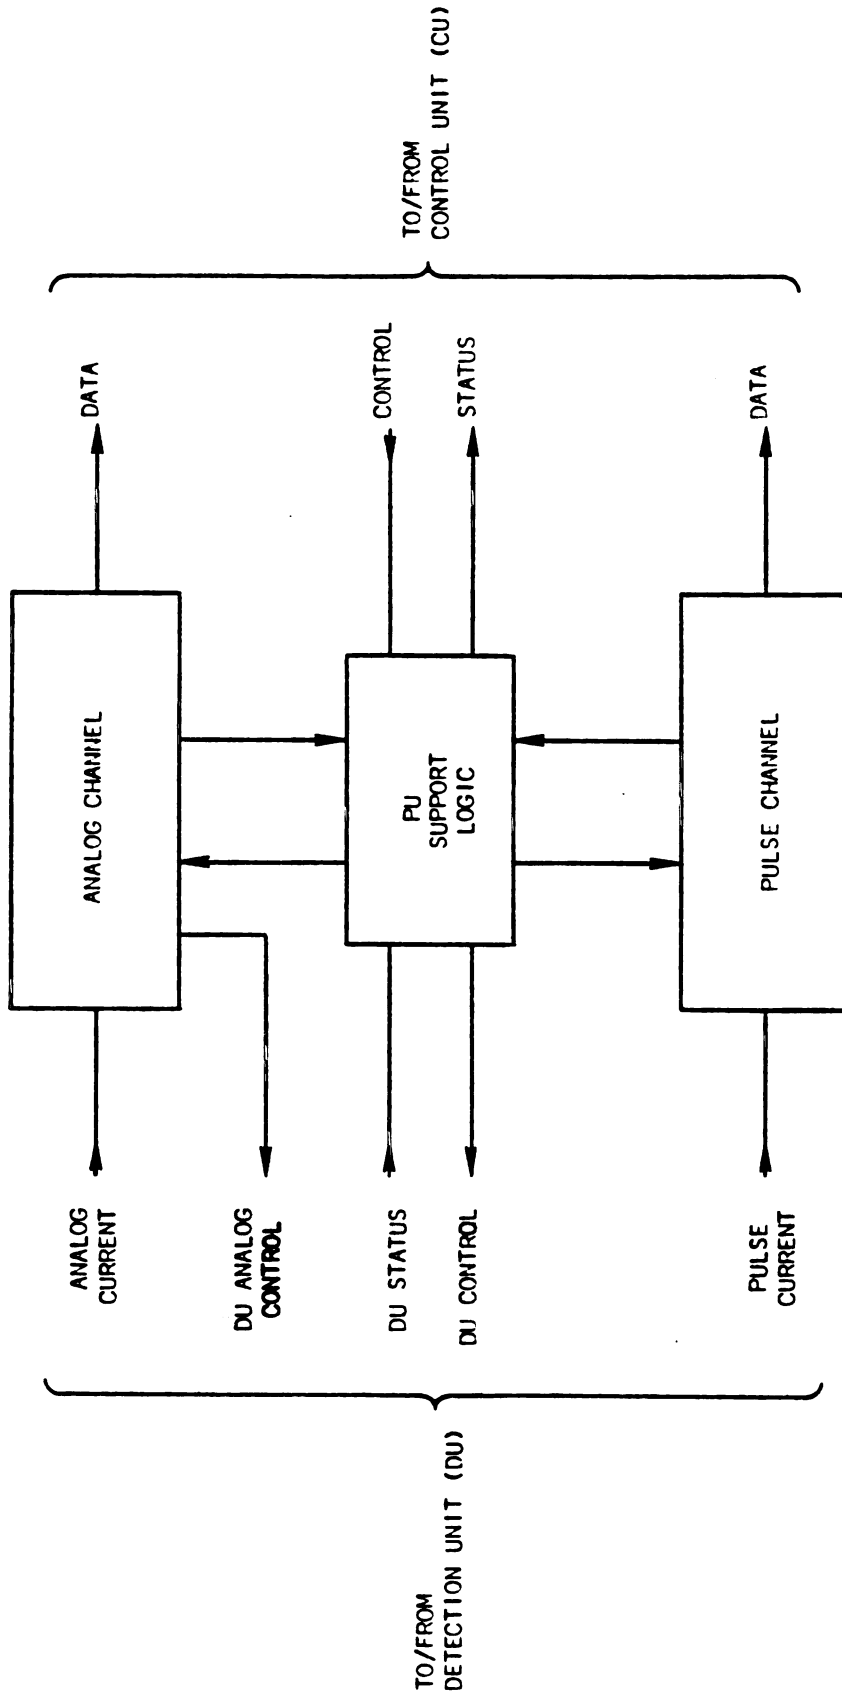 TO/FROM
DETECTION UNIT (DU)
ANALOG
CURRENT
DU ANALOG
CONTROL
DU STATUS
DU CONTROL
PULSE
CURRENT
ANALOG CHANNEL
PU
SUPPORT
LOGIC
PULSE CHANNEL
DATA
CONTROL
STATUS
DATA
TO/FROM
CONTROL UNIT (CU)